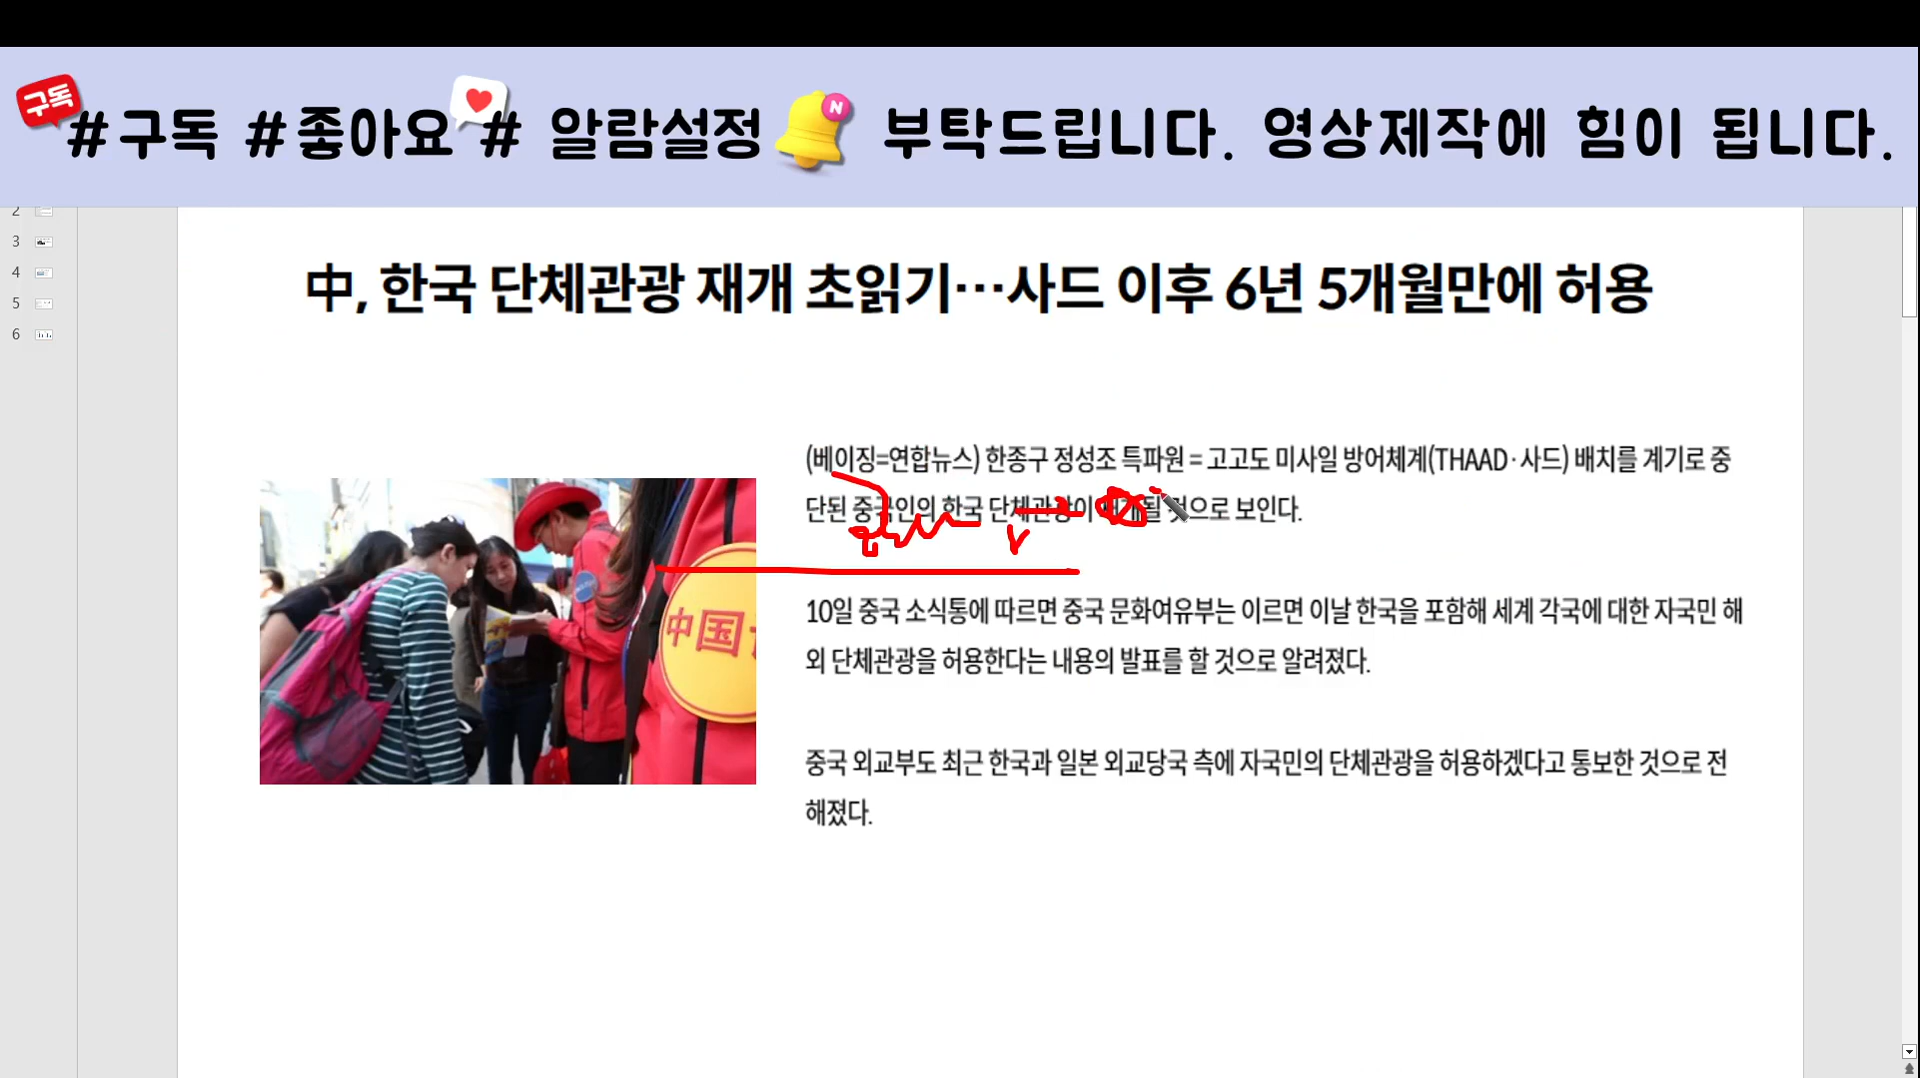 구독
#구독 #좋아요 # 알람설정 N 부탁드립니다. 영상제작에 힘이 됩니다.
2
3
4
5
6
中, 한국 단체관광 재개 초읽기…사드 이후 6년 5개월만에 허용
(베이징=연합뉴스) 한종구 정성조 특파원 = 고고도 미사일 방어체계(THAAD·사드) 배치를 계기로 중
단된 중국인의 한국 단체관광이 재개될 것으로 보인다.
10일 중국 소식통에 따르면 중국 문화여유부는 이르면 이날 한국을 포함해 세계 각국에 대한 자국민 해
외 단체관광을 허용한다는 내용의 발표를 할 것으로 알려졌다.
중국 외교부도 최근 한국과 일본 외교당국 측에 자국민의 단체관광을 허용하겠다고 통보한 것으로 전
해졌다.
中国